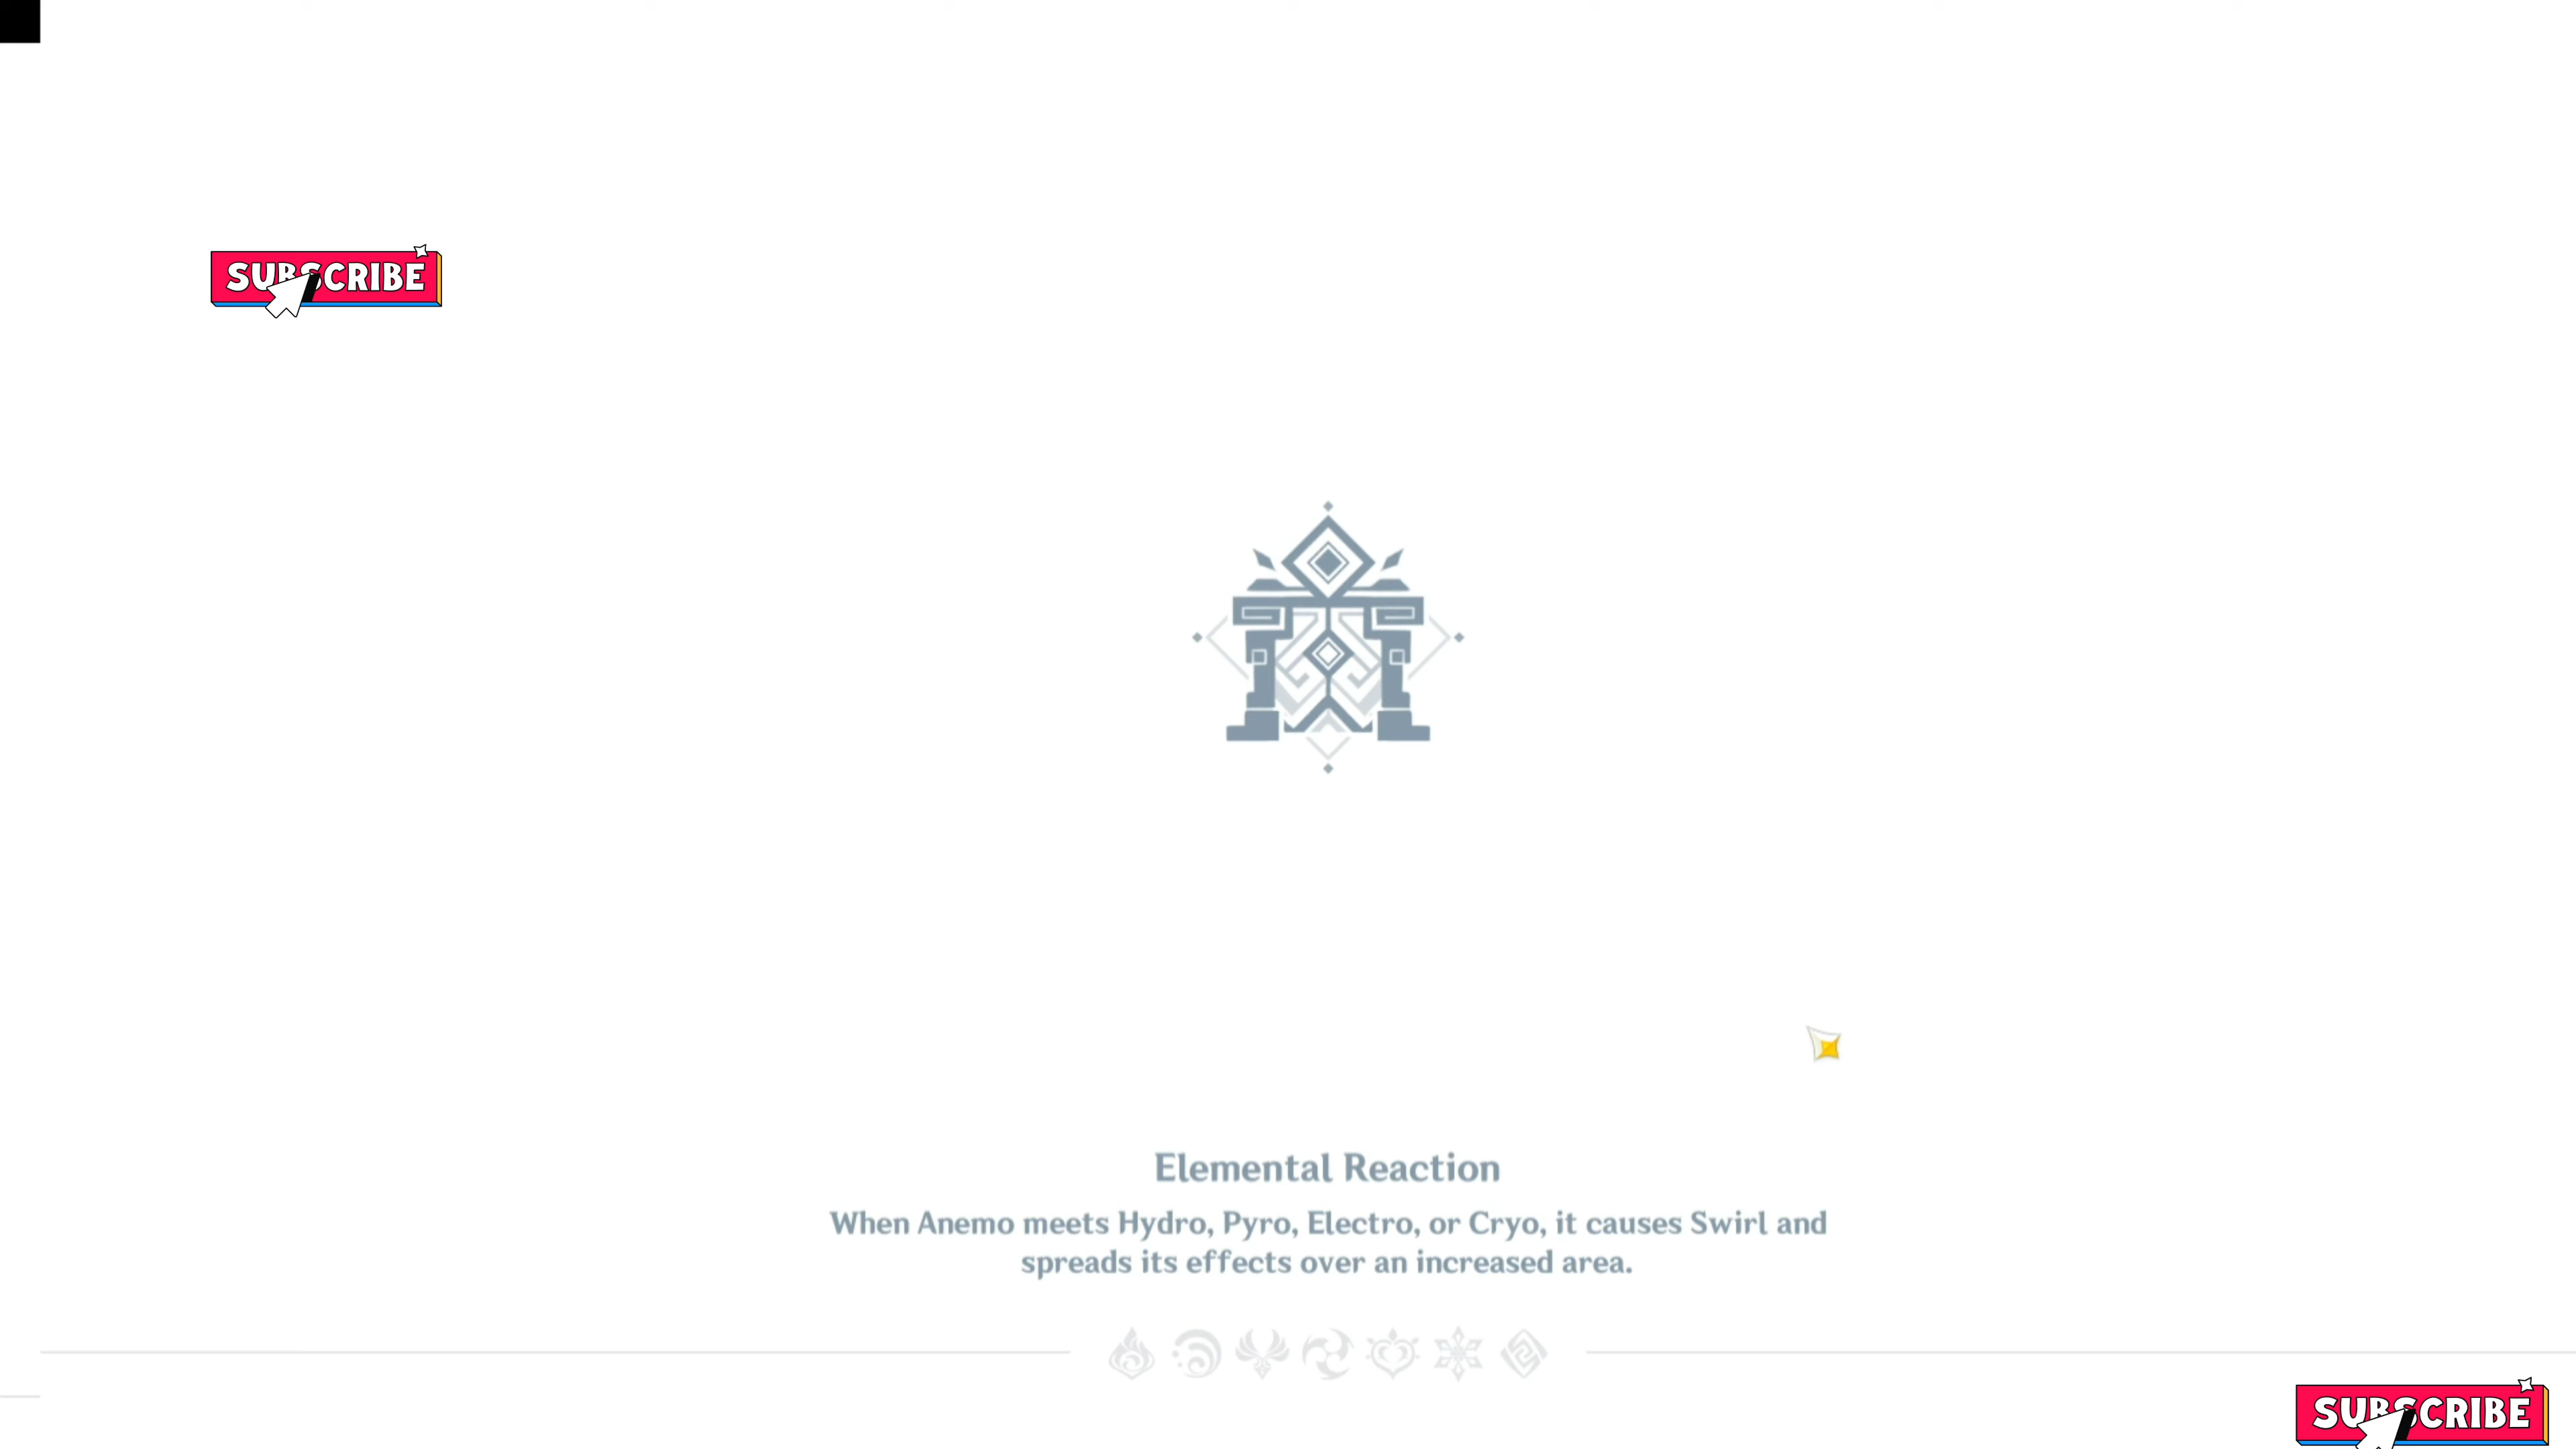 SUBSCRIBE
Elemental Reaction
When Anemo meets Hydro, Pyro, Electro, or Cryo, it causes Swirl and
spreads its effects over an increased area.
SUBSCRIBE